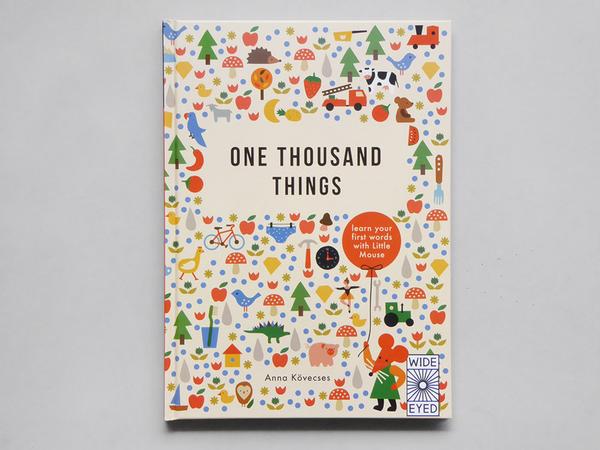 ONE THOUSAND
THINGS
learn your
first words
with Little
Mouse
Anna Kövecses
WIDE
EYED